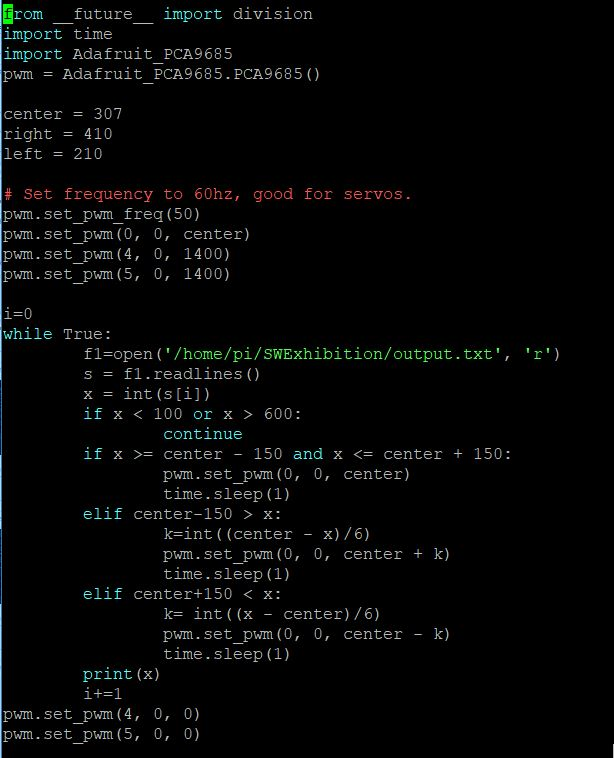 from __future__ import division
import time
import Adafruit_PCA9685
pwm = Adafruit_PCA9685.PCA9685()

center = 307
right = 410
left = 210

# Set frequency to 60hz, good for servos.
pwm.set_pwm_freq(50)
pwm.set_pwm(0, 0, center)
pwm.set_pwm(4, 0, 1400)
pwm.set_pwm(5, 0, 1400)

i=0
while True:
        f1=open('/home/pi/SWExhibition/output.txt', 'r')
        s = f1.readlines()
        x = int(s[i])
        if x < 100 or x > 600:
                continue
        if x >= center - 150 and x <= center + 150:
                pwm.set_pwm(0, 0, center)
                time.sleep(1)
        elif center-150 > x:
                k=int((center - x)/6)
                pwm.set_pwm(0, 0, center + k)
                time.sleep(1)
        elif center+150 < x:
                k= int((x - center)/6)
                pwm.set_pwm(0, 0, center - k)
                time.sleep(1)
        print(x)
        i+=1
pwm.set_pwm(4, 0, 0)
pwm.set_pwm(5, 0, 0)